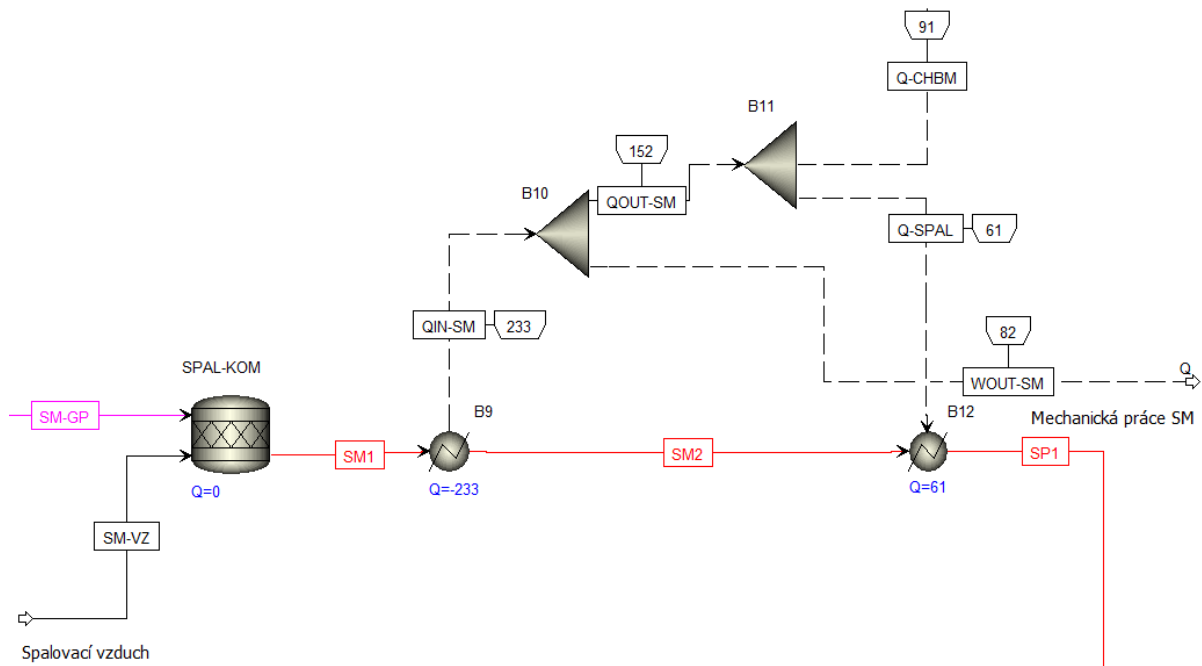 91
Q-CHBM
B11
152
B10
QOUT-SM
Q-SPAL
61
QIN-SM
233
82
SPAL-KOM
WOUT-SM
Q
SM-GP
B9
B12
Mechanická práce SM
SM1
SM2
SP1
Q=0
Q=-233
Q=61
SM-VZ
Spalovací vzduch